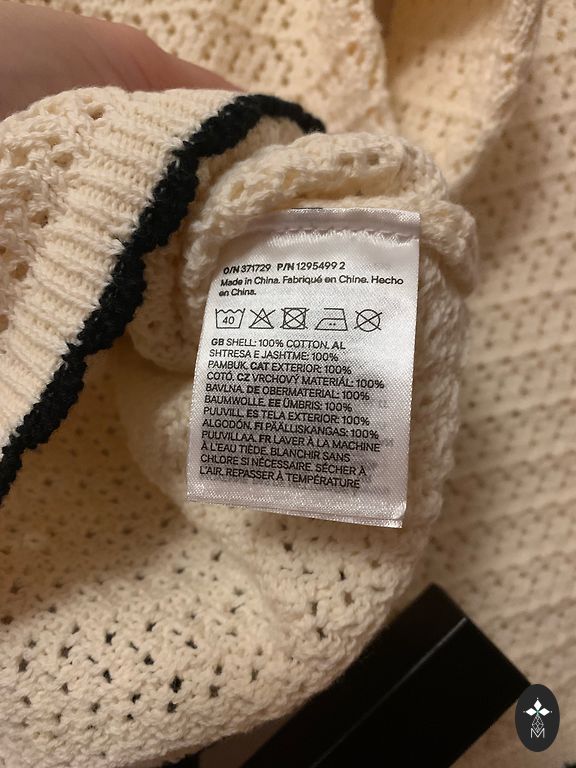 O/N 371729 P/N 1295499 2
Made in China. Fabriqué en Chine. Hecho
en China.
40
GB SHELL: 100% COTTON. AL
SHTRESA E JASHTME: 100%
PAMBUK. CAT EXTERIOR: 100%
COTÓ. CZ VRCHOVÝ MATERIÁL: 100%
BAVLNA. DE OBERMATERIAL: 100%
BAUMWOLLE. EE ÜMBRIS: 100%
PUUVILL. ES TELA EXTERIOR: 100%
ALGODÓN. FI PÄÄLLISKANGAS: 100%
PUUVILLAA. FR LAVER À LA MACHINE
À L'EAU TIÈDE. BLANCHIR SANS
CHLORE SI NÉCESSAIRE. SÉCHER À
L'AIR. REPASSER À TEMPÉRATURE
M